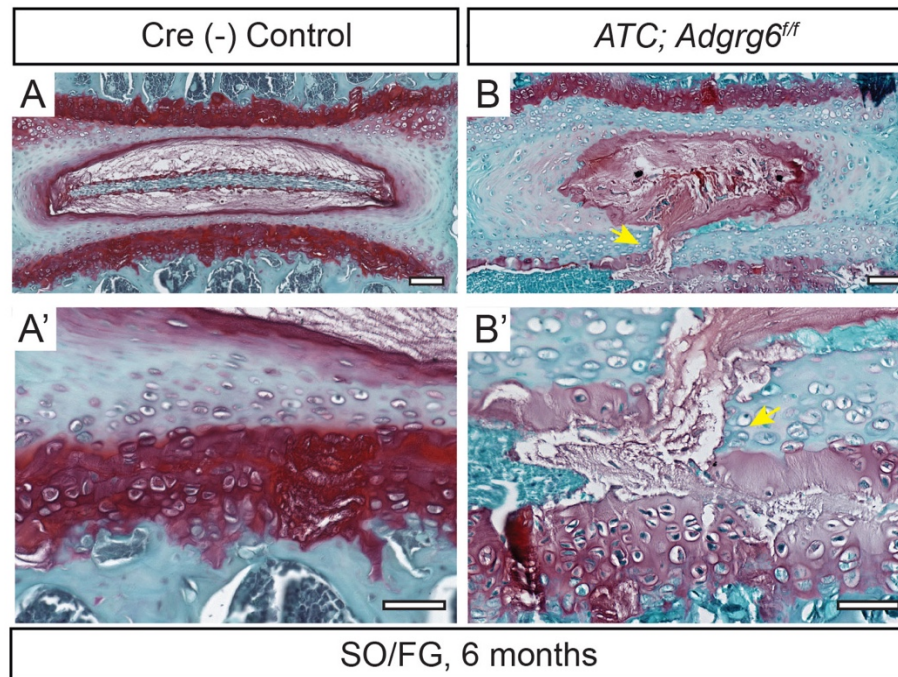 Cre (-) Control
ATC; Adgrg6f/f
A
B
A'
B'
SO/FG, 6 months